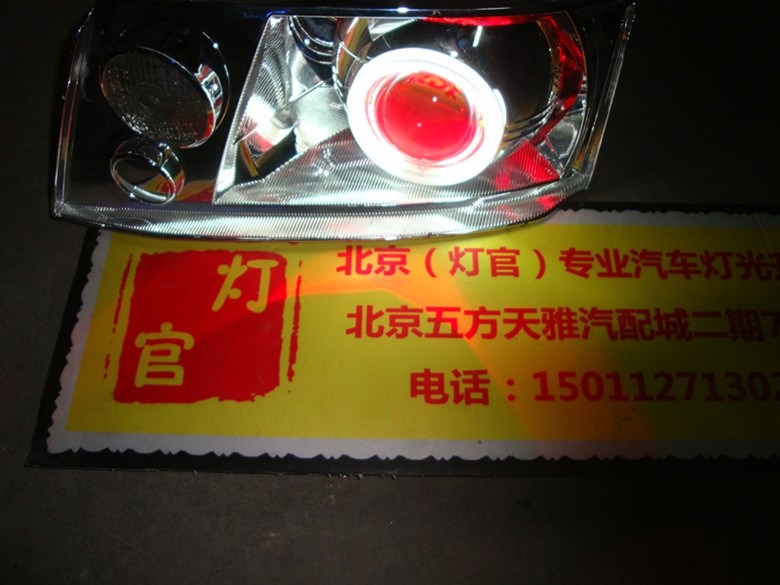 灯
官
北京（灯官）专业汽车灯光
北京五方天雅汽配城二期
电话：15011271302